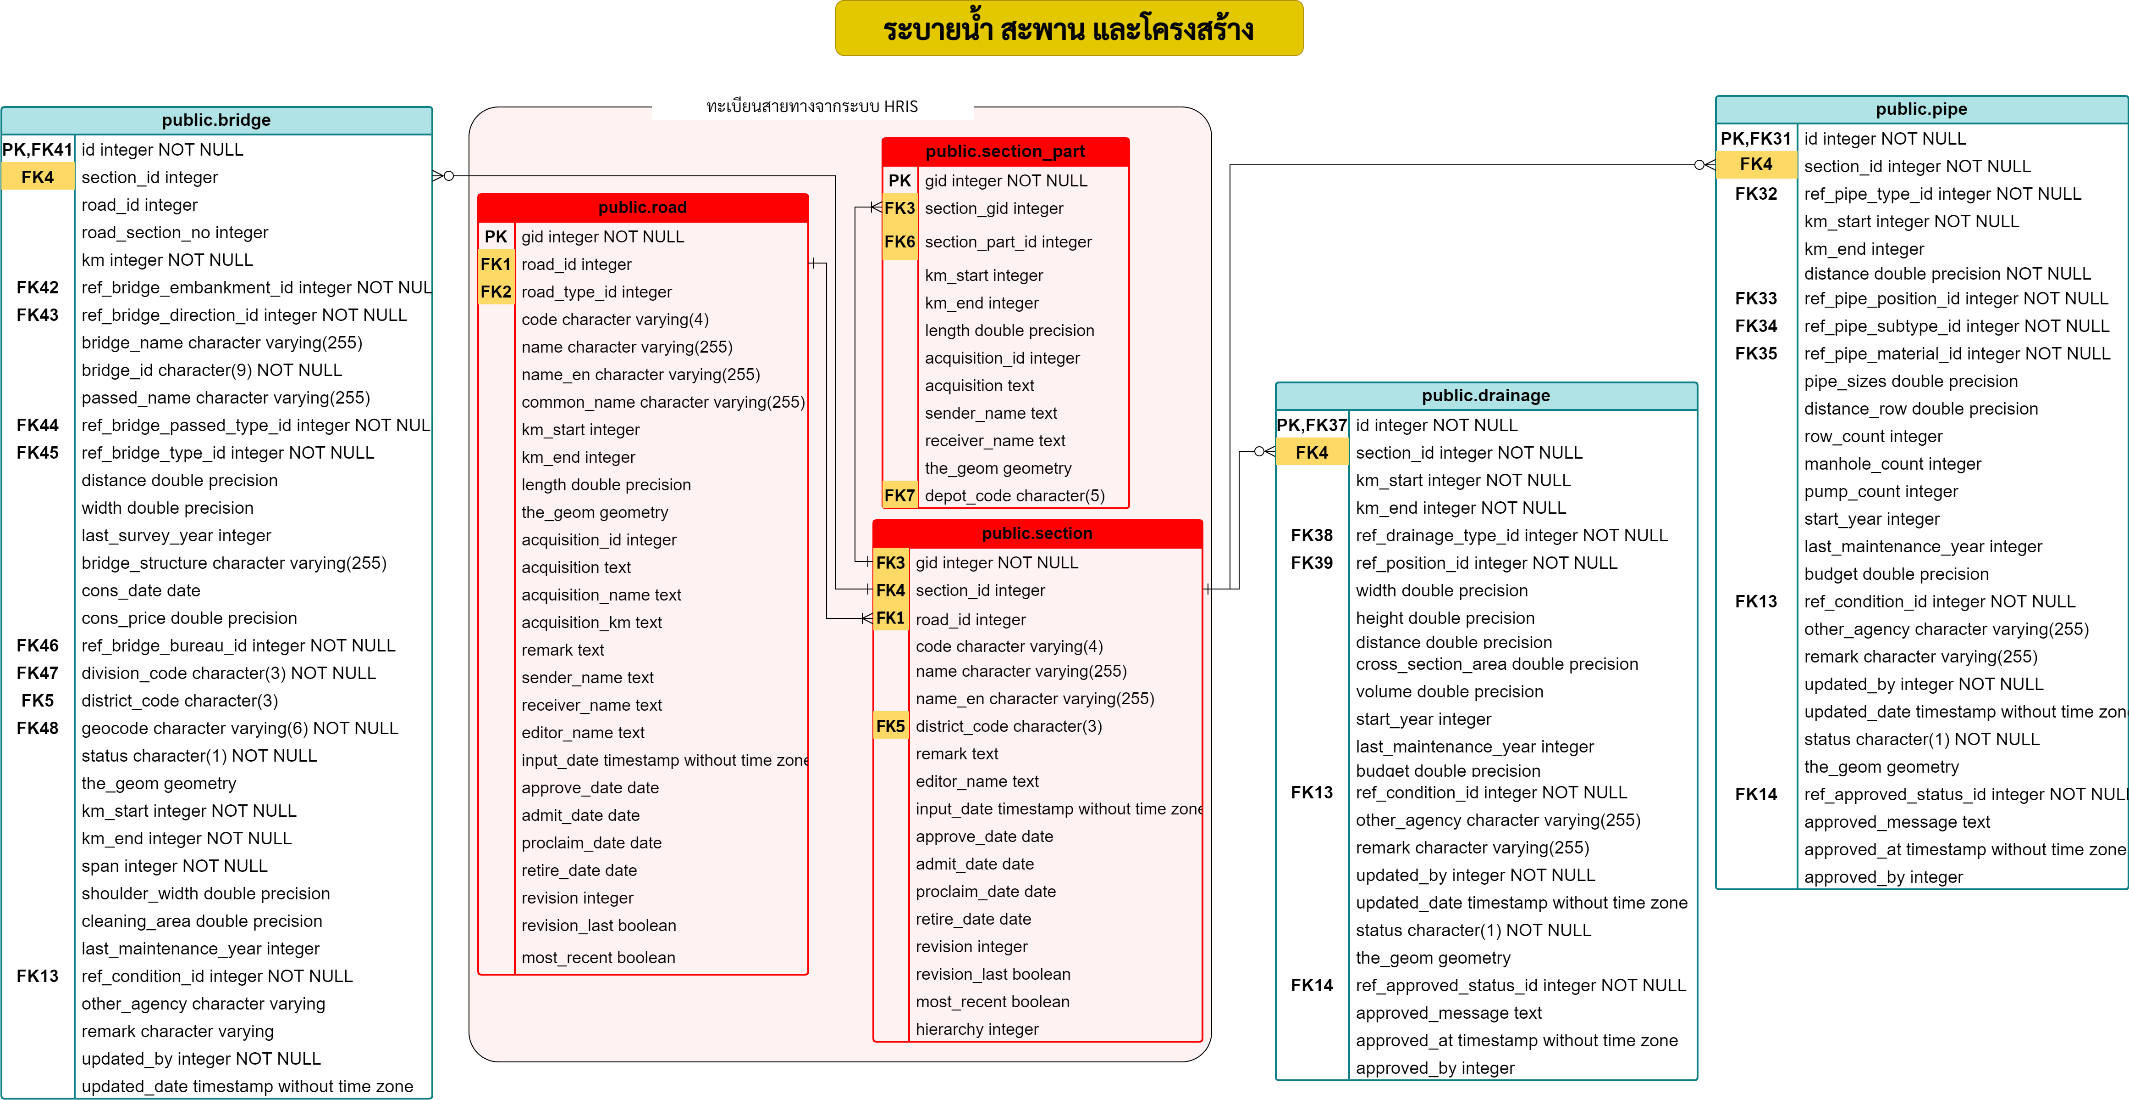 ระบายน้ำ สะพาน และโครงสร้าง
ทะเบียนสายทางจากระบบ HRIS
public.bridge
PK,FK41 id integer NOT NULL
FK4 section_id integer
road_id integer
road_section_no integer
km integer NOT NULL
FK42 ref_bridge_embankment_id integer NOT NUL
FK43 ref_bridge_direction_id integer NOT NULL
bridge_name character varying(255)
bridge_id character(9) NOT NULL
passed_name character varying(255)
FK44 ref_bridge_passed_type_id integer NOT NUL
FK45 ref_bridge_type_id integer NOT NULL
distance double precision
width double precision
last_survey_year integer
bridge_structure character varying(255)
cons_date date
cons_price double precision
FK46 ref_bridge_bureau_id integer NOT NULL
FK47 division_code character(3) NOT NULL
FK5 district_code character(3)
FK48 geocode character varying(6) NOT NULL
status character(1) NOT NULL
the_geom geometry
km_start integer NOT NULL
km_end integer NOT NULL
span integer NOT NULL
shoulder_width double precision
cleaning_area double precision
last_maintenance_year integer
FK13 ref_condition_id integer NOT NULL
other_agency character varying
remark character varying
updated_by integer NOT NULL
updated_date timestamp without time zone
public.road
PK gid integer NOT NULL
FK1 road_id integer
FK2 road_type_id integer
code character varying(4)
name character varying(255)
name_en character varying(255)
common_name character varying(255)
km_start integer
km_end integer
length double precision
the_geom geometry
acquisition_id integer
acquisition text
acquisition_name text
acquisition_km text
remark text
sender_name text
receiver_name text
editor_name text
input_date timestamp without time zone
approve_date date
admit_date date
proclaim_date date
retire_date date
revision integer
revision_last boolean
most_recent boolean
public.section_part
PK gid integer NOT NULL
FK3 section_gid integer
FK6 section_part_id integer
km_start integer
km_end integer
length double precision
acquisition_id integer
acquisition text
sender_name text
receiver_name text
the_geom geometry
FK7 depot_code character(5)
public.section
FK3 gid integer NOT NULL
FK4 section_id integer
FK1 road_id integer
code character varying(4)
name character varying(255)
name_en character varying(255)
FK5 district_code character(3)
remark text
editor_name text
input_date timestamp without time zone
approve_date date
admit_date date
proclaim_date date
retire_date date
revision integer
revision_last boolean
most_recent boolean
hierarchy integer
public.drainage
PK,FK37 id integer NOT NULL
FK4 section_id integer NOT NULL
km_start integer NOT NULL
km_end integer NOT NULL
FK38 ref_drainage_type_id integer NOT NULL
FK39 ref_position_id integer NOT NULL
width double precision
height double precision
distance double precision
cross_section_area double precision
volume double precision
start_year integer
last_maintenance_year integer
budget double precision
FK13 ref_condition_id integer NOT NULL
other_agency character varying(255)
remark character varying(255)
updated_by integer NOT NULL
updated_date timestamp without time zone
status character(1) NOT NULL
the_geom geometry
FK14 ref_approved_status_id integer NOT NULL
approved_message text
approved_at timestamp without time zone
approved_by integer
public.pipe
PK,FK31 id integer NOT NULL
FK4 section_id integer NOT NULL
FK32 ref_pipe_type_id integer NOT NULL
km_start integer NOT NULL
km_end integer
distance double precision NOT NULL
FK33 ref_pipe_position_id integer NOT NULL
FK34 ref_pipe_subtype_id integer NOT NULL
FK35 ref_pipe_material_id integer NOT NULL
pipe_sizes double precision
distance_row double precision
row_count integer
manhole_count integer
pump_count integer
start_year integer
last_maintenance_year integer
budget double precision
FK13 ref_condition_id integer NOT NULL
other_agency character varying(255)
remark character varying(255)
updated_by integer NOT NULL
updated_date timestamp without time zon
status character(1) NOT NULL
the_geom geometry
FK14 ref_approved_status_id integer NOT NULL
approved_message text
approved_at timestamp without time zone
approved_by integer